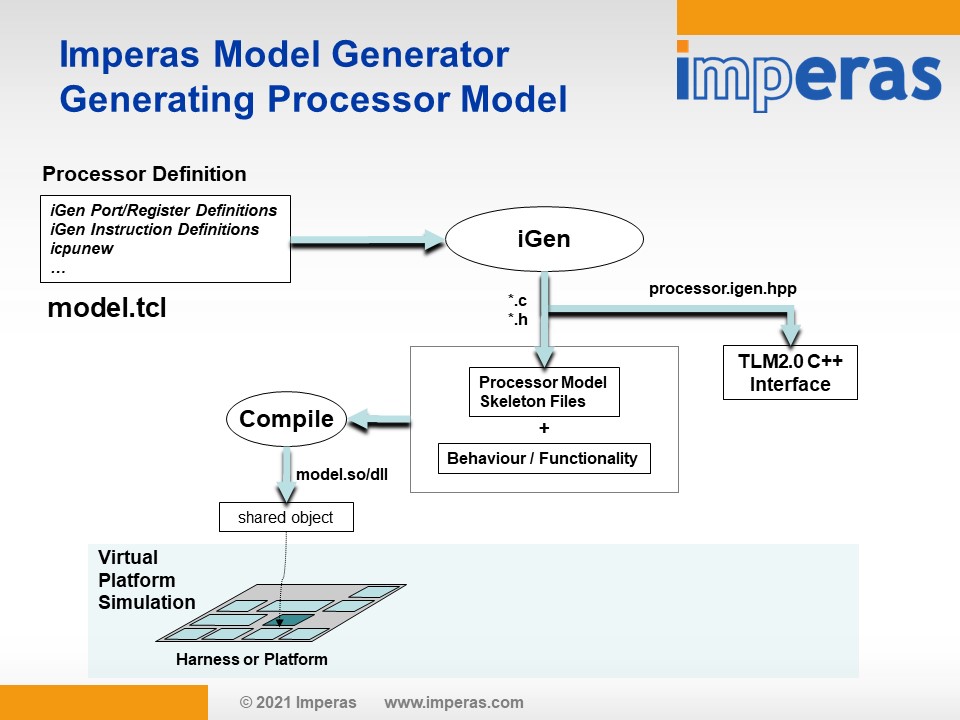 Imperas Model Generator
Generating Processor Model
imperas
Processor Definition
iGen Port/Register Definitions
iGen Instruction Definitions
icpunew
…
model.tcl
iGen
*.c
*.h
processor.igen.hpp
TLM2.0 C++
Interface
Processor Model
Skeleton Files
+
Behaviour / Functionality
Compile
model.so/dll
shared object
Virtual
Platform
Simulation
Harness or Platform
© 2021 Imperas www.imperas.com